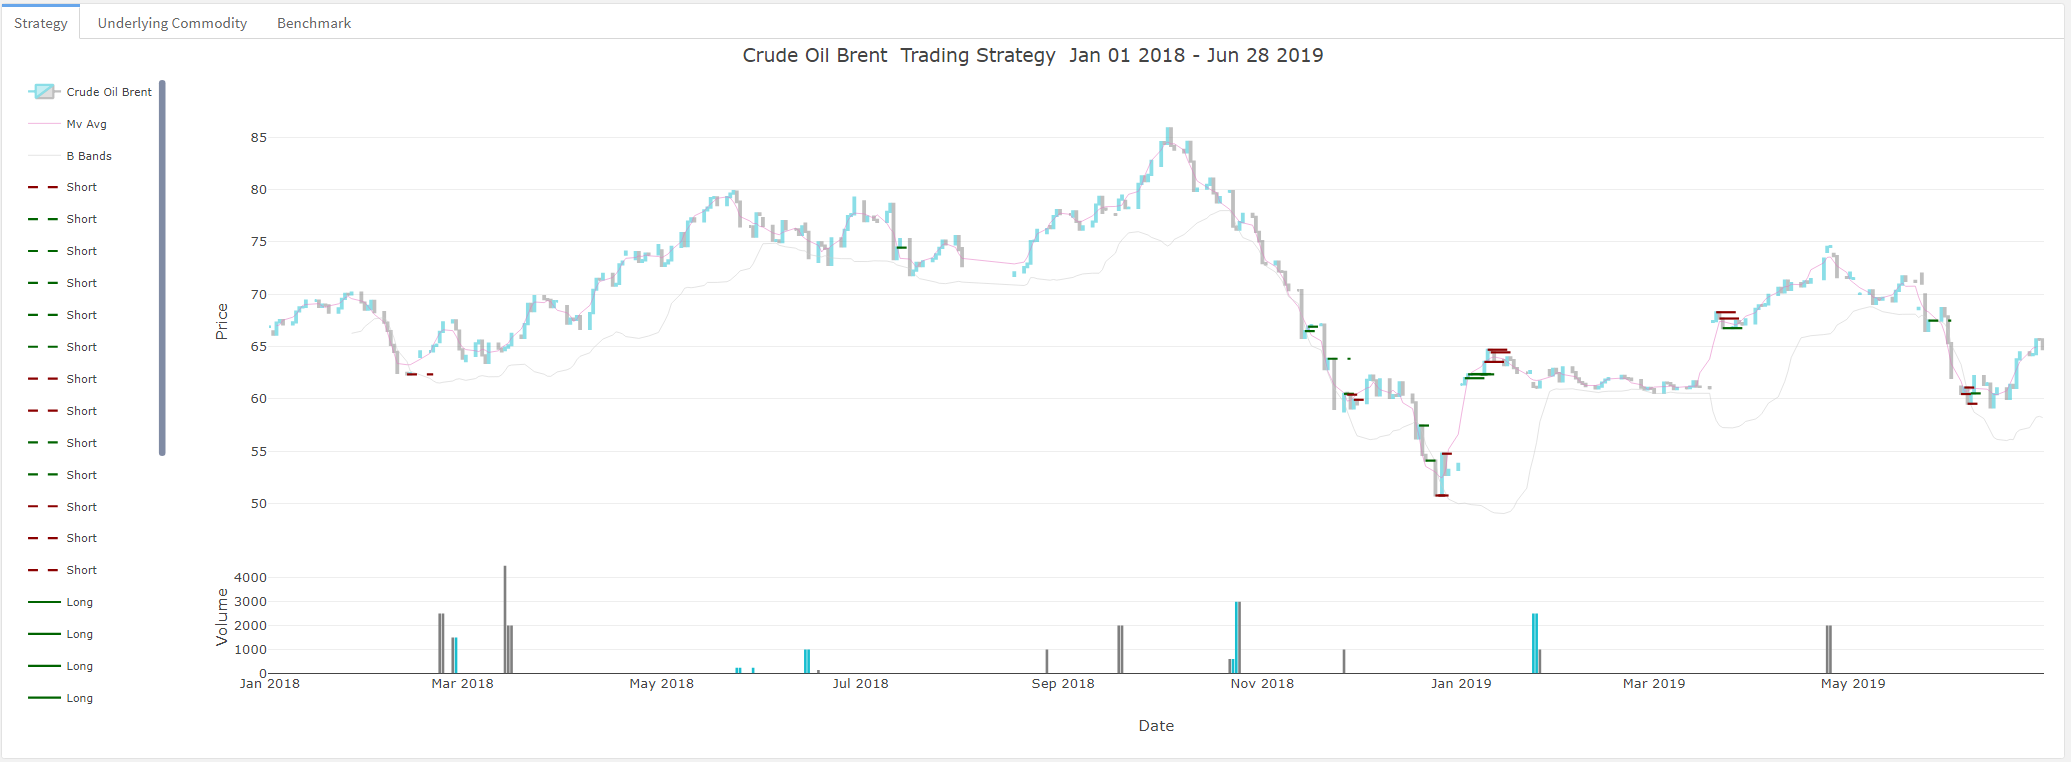 Strategy Underlying Commodity Benchmark
Crude Oil Brent  Trading Strategy  Jan 01 2018 - Jun 28 2019
Crude Oil Brent
Mv Avg
B Bands
Short
Short
Short
Short
Short
Short
Short
Short
Short
Short
Short
Short
Short
Long
Long
Long
Long
Price
85
80
75
70
65
60
55
50
Volume
4000
3000
2000
1000
0
Jan 2018 Mar 2018 May 2018 Jul 2018 Sep 2018 Nov 2018 Jan 2019 Mar 2019 May 2019
Date